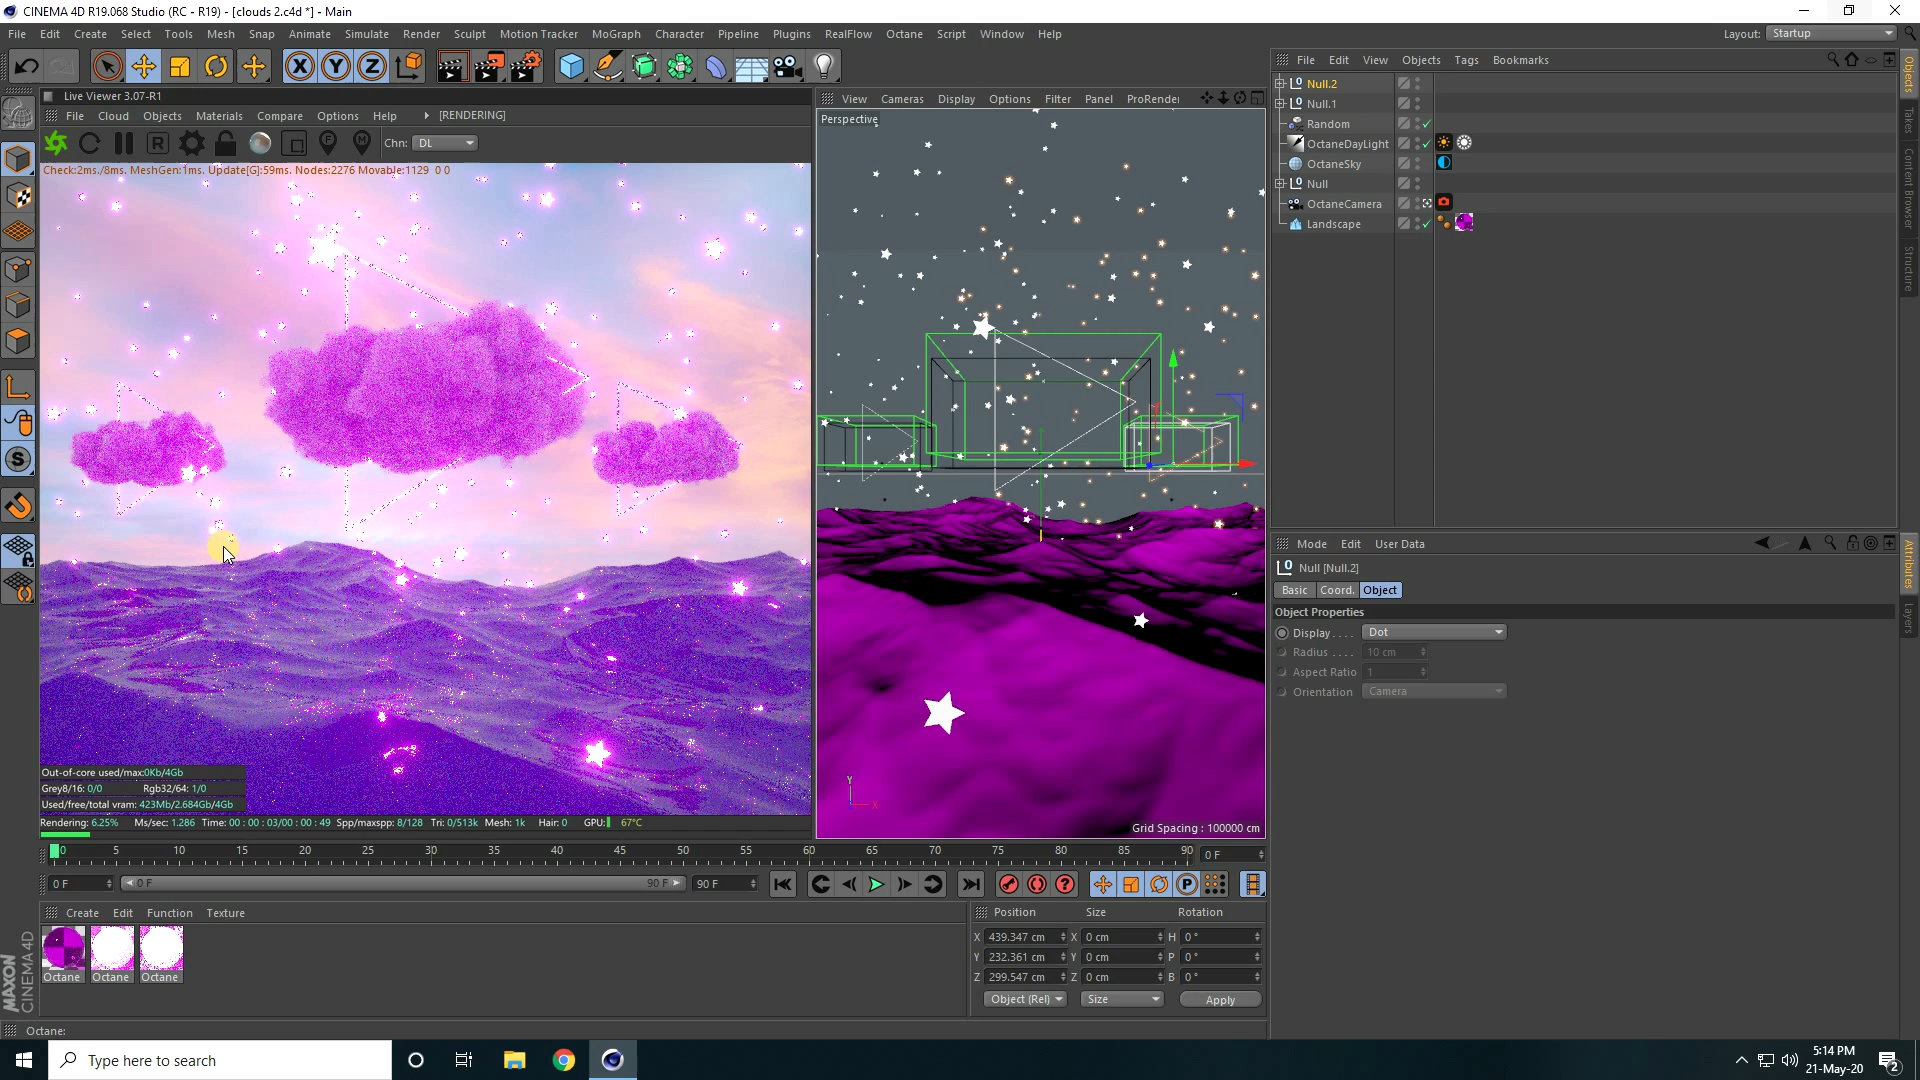 CINEMA 4D R19.068 Studio (RC - R19) - [clouds 2.c4d *] - Main
File Edit Create Select Tools Mesh Snap Animate Simulate Render Sculpt Motion Tracker MoGraph Character Pipeline Plugins RealFlow Octane Script Window Help
Layout: Startup
Live Viewer 3.07-R1
File Cloud Objects Materials Compare Options Help [RENDERING]
Chn: DL
Check:2ms./8ms. MeshGen:1ms. Update[G]:59ms. Nodes:2276 Movable:1129 0 0
Out-of-core used/max:0Kb/4Gb
Grey8/16: 0/0 Rgb32/64: 1/0
Used/free/total vram: 423Mb/2.684Gb/4Gb
Rendering: 6.25% Ms/sec: 1.286 Time: 00 : 00 : 03/00 : 00 : 49 Spp/maxspp: 8/128 Tri: 0/513k Mesh: 1k Hair: 0 GPU: 67°C
View Cameras Display Options Filter Panel ProRender
Perspective
Y
X
Grid Spacing : 100000 cm
File Edit View Objects Tags Bookmarks
Null.2
Null.1
Random
OctaneDayLight
OctaneSky
Null
OctaneCamera
Landscape
Objects
Takes
Content Browser
Structure
Mode Edit User Data
Null [Null.2]
Basic Coord. Object
Object Properties
Display . . . . Dot
Radius . . . . 10 cm
Aspect Ratio 1
Orientation Camera
Attributes
Layers
0 5 10 15 20 25 30 35 40 45 50 55 60 65 70 75 80 85 90 0 F
0 F 0 F 90 F 90 F
Create Edit Function Texture
Octane Octane Octane
MAXON
CINEMA 4D
Position Size Rotation
X 439.347 cm X 0 cm H 0 °
Y 232.361 cm Y 0 cm P 0 °
Z 299.547 cm Z 0 cm B 0 °
Object (Rel) Size Apply
Octane:
Type here to search
5:14 PM
21-May-20
2